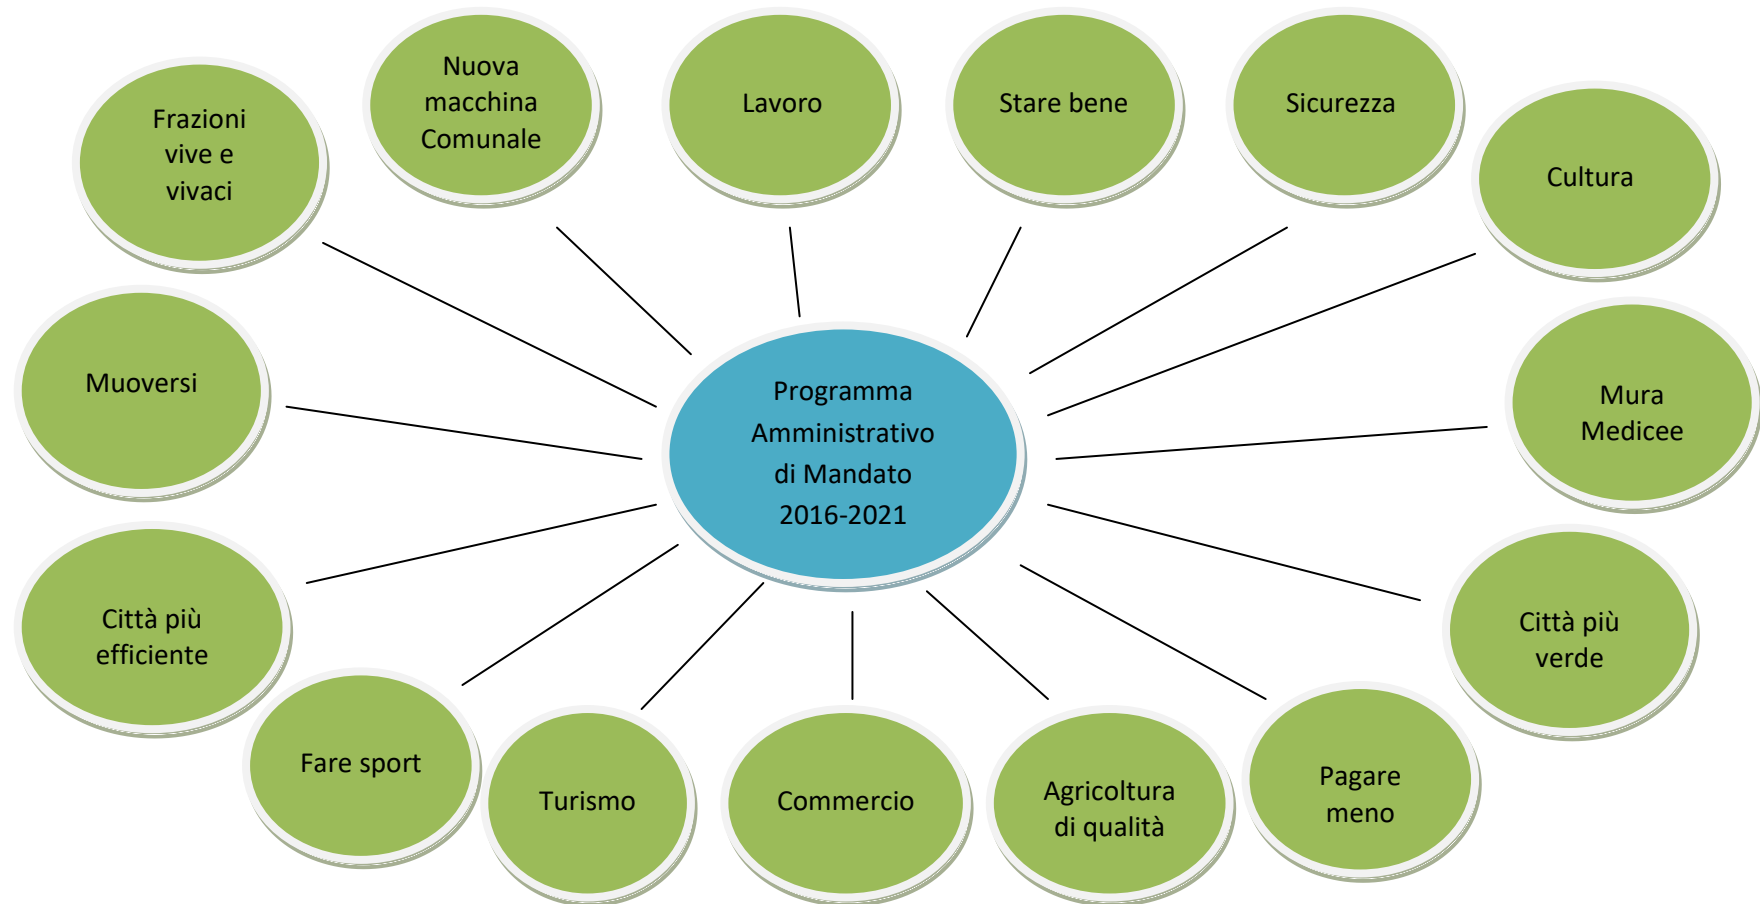 Nuova
macchina
Comunale
Lavoro
Stare bene
Sicurezza
Frazioni
vive e
vivaci
Cultura
Muoversi
Programma
Amministrativo
di Mandato
2016-2021
Mura
Medicee
Città più
efficiente
Città più
verde
Fare sport
Turismo
Commercio
Agricoltura
di qualità
Pagare
meno